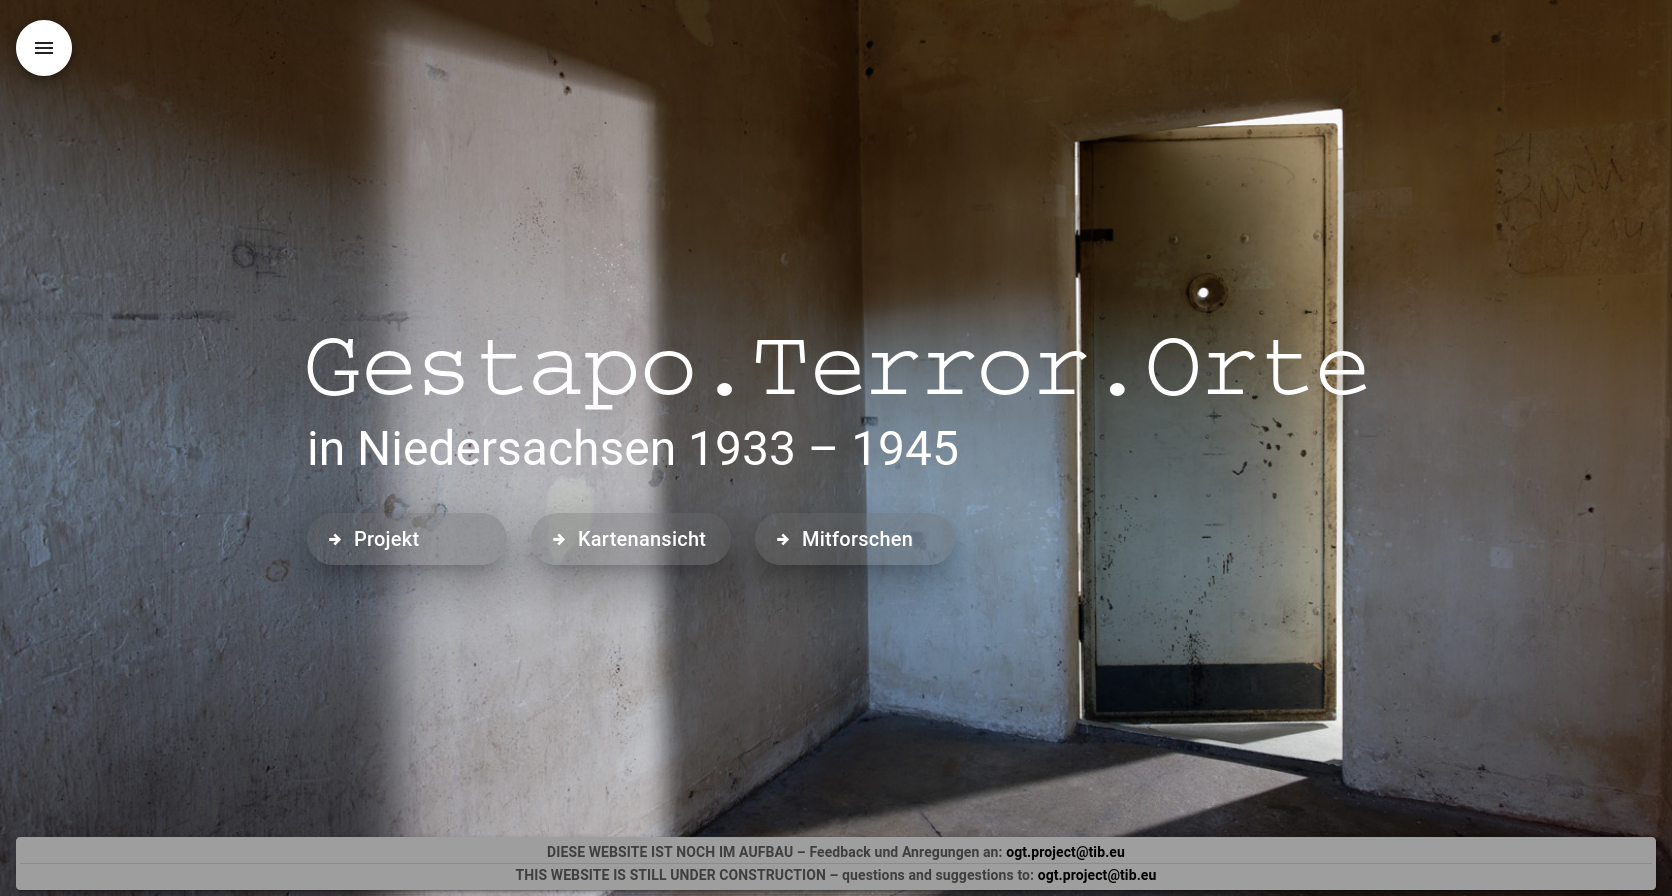 Gestapo.Terror.Orte
in Niedersachsen 1933 – 1945
Projekt
Kartenansicht
Mitforschen
DIESE WEBSITE IST NOCH IM AUFBAU – Feedback und Anregungen an: ogt.project@tib.eu
THIS WEBSITE IS STILL UNDER CONSTRUCTION – questions and suggestions to: ogt.project@tib.eu